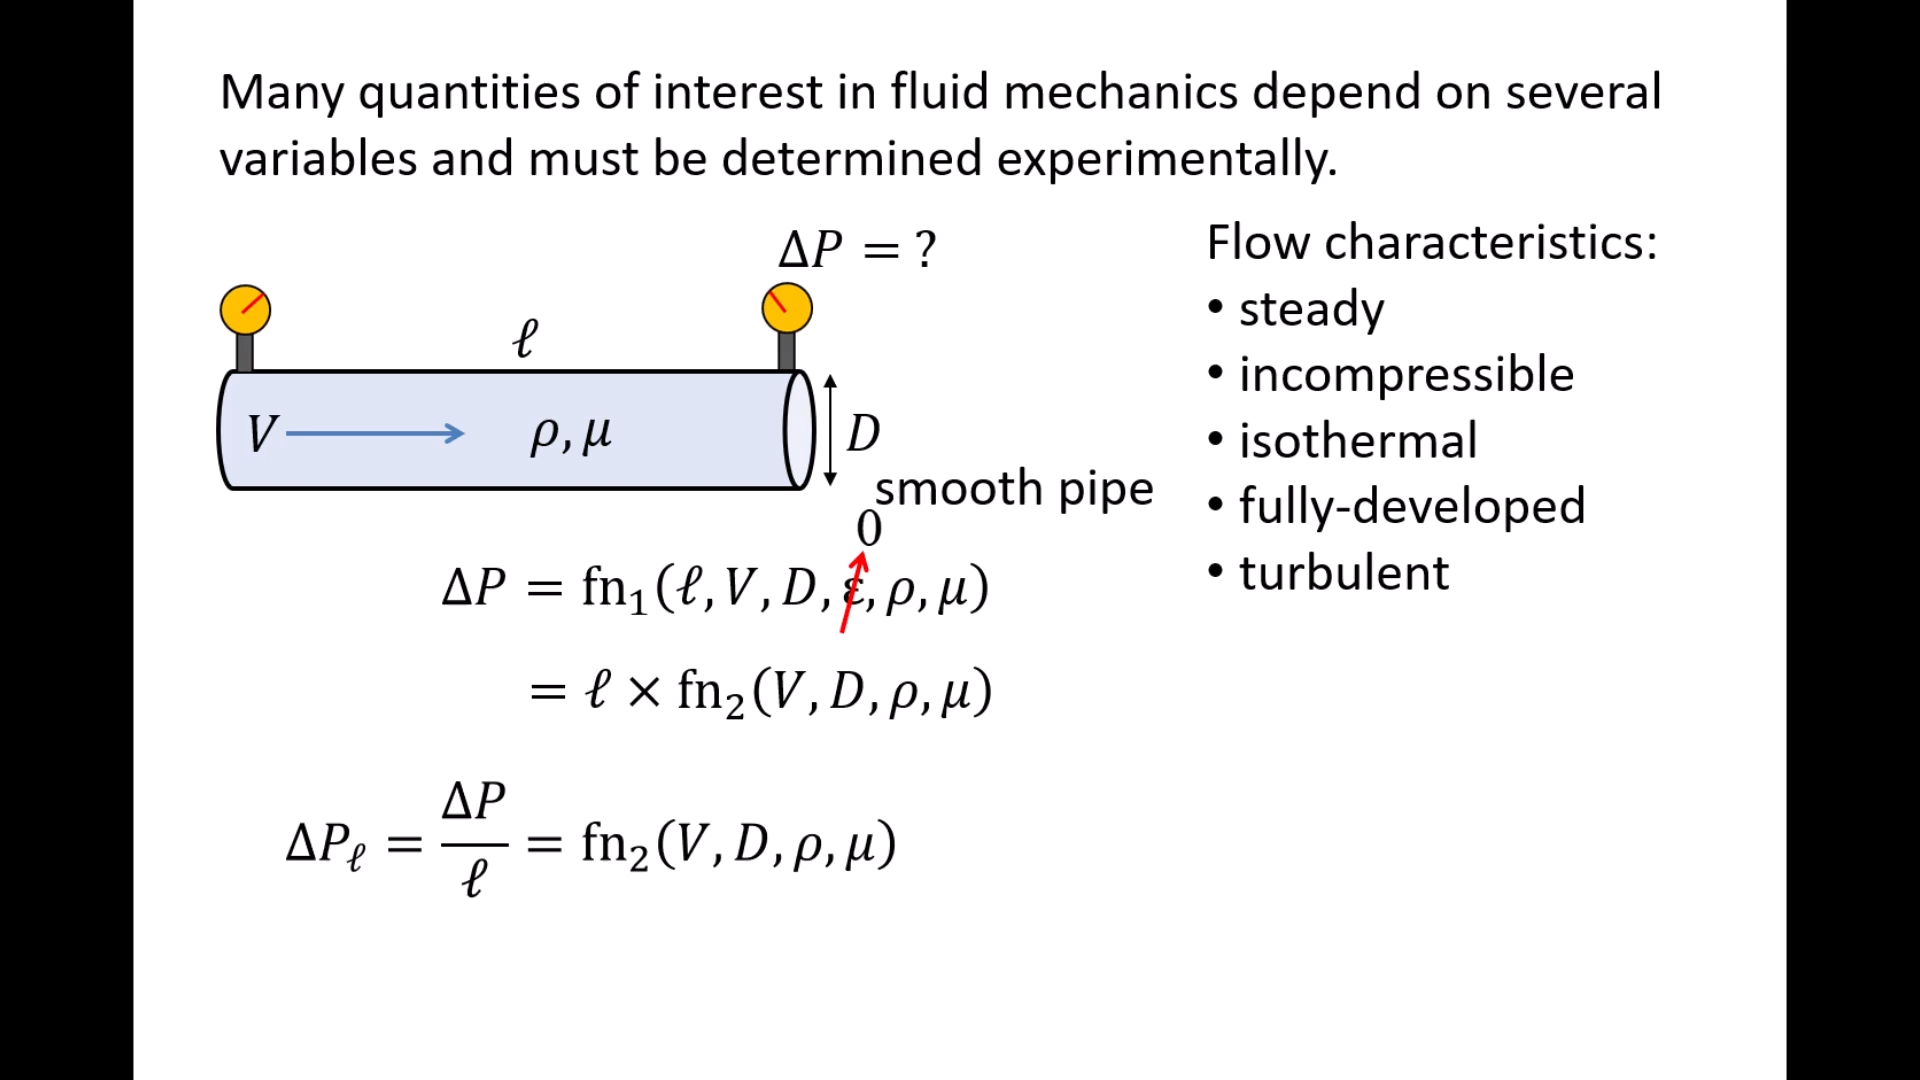 Many quantities of interest in fluid mechanics depend on several
variables and must be determined experimentally.
ΔP = ?
ℓ
V
ρ, μ
D
smooth pipe
0
ΔP = fn₁(ℓ, V, D, ε, ρ, μ)
= ℓ × fn₂(V, D, ρ, μ)
ΔP_ℓ = ΔP/ℓ = fn₂(V, D, ρ, μ)
Flow characteristics:
• steady
• incompressible
• isothermal
• fully-developed
• turbulent